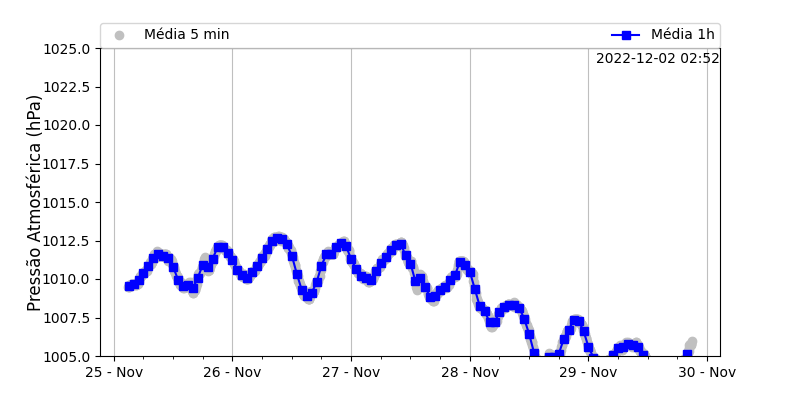 Média 5 min
Média 1h
2022-12-02 02:52
Pressão Atmosférica (hPa)
1025.0
1022.5
1020.0
1017.5
1015.0
1012.5
1010.0
1007.5
1005.0
25 - Nov
26 - Nov
27 - Nov
28 - Nov
29 - Nov
30 - Nov